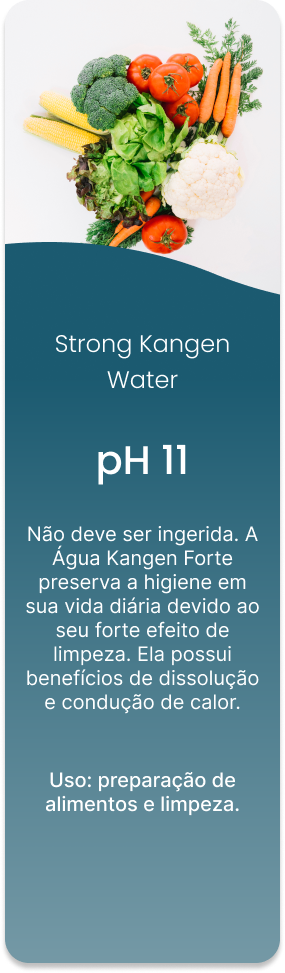 Strong Kangen
Water
pH 11
Não deve ser ingerida. A
Água Kangen Forte
preserva a higiene em
sua vida diária devido ao
seu forte efeito de
limpeza. Ela possui
benefícios de dissolução
e condução de calor.
Uso: preparação de
alimentos e limpeza.